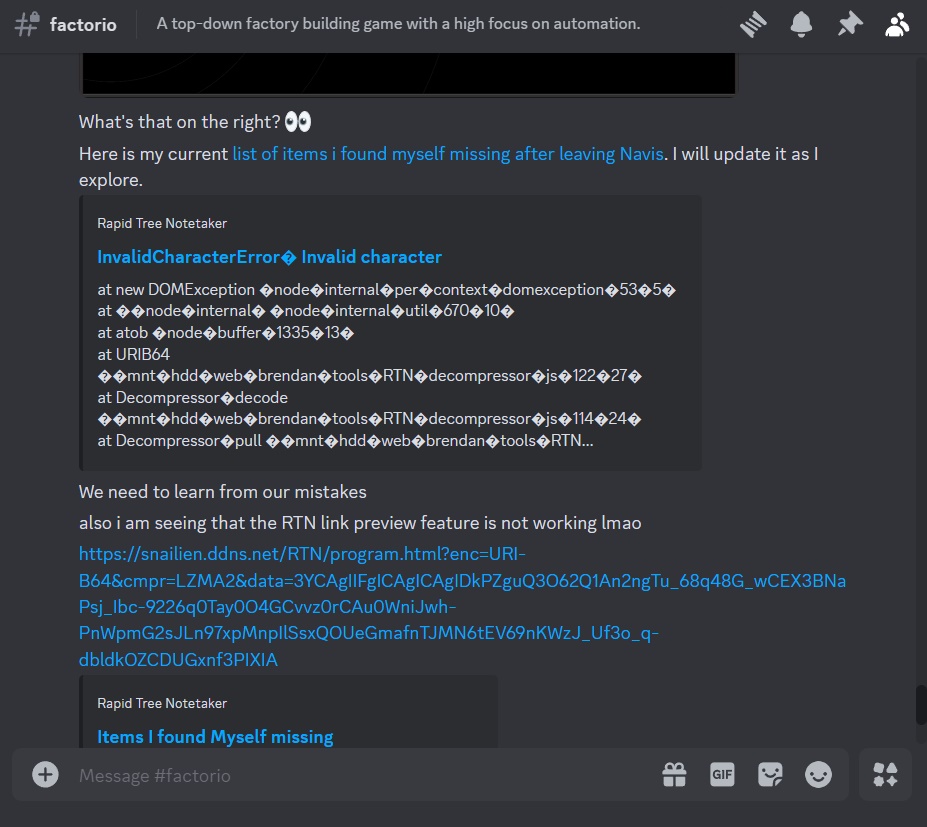 factorio
A top-down factory building game with a high focus on automation.
What's that on the right? 👀
Here is my current list of items i found myself missing after leaving Navis. I will update it as I
explore.
Rapid Tree Notetaker
InvalidCharacterError� Invalid character
at new DOMException �node�internal�per�context�domexception�53�5�
at ��node�internal� �node�internal�util�670�10�
at atob �node�buffer�1335�13�
at URIB64
��mnt�hdd�web�brendan�tools�RTN�decompressor�js�122�27�
at Decompressor�decode
��mnt�hdd�web�brendan�tools�RTN�decompressor�js�114�24�
at Decompressor�pull ��mnt�hdd�web�brendan�tools�RTN...
We need to learn from our mistakes
also i am seeing that the RTN link preview feature is not working lmao
https://snailien.ddns.net/RTN/program.html?enc=URI-
B64&cmpr=LZMA2&data=3YCAgIIFgICAgICAgIDkPZguQ3O62Q1An2ngTu_68q48G_wCEX3BNa
Psj_Ibc-9226q0Tay0O4GCvvz0rCAu0WniJwh-
PnWpmG2sJLn97xpMnpIlSsxQOUeGmafnTJMN6tEV69nKWzJ_Uf3o_q-
dbldkOZCDUGxnf3PIXIA
Rapid Tree Notetaker
Items I found Myself missing
Message #factorio
GIF